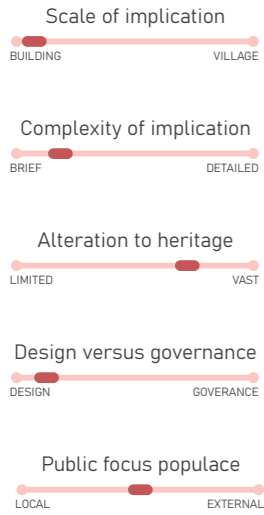 Scale of implication
BUILDING VILLAGE
Complexity of implication
BRIEF DETAILED
Alteration to heritage
LIMITED VAST
Design versus governance
DESIGN GOVERANCE
Public focus populace
LOCAL EXTERNAL